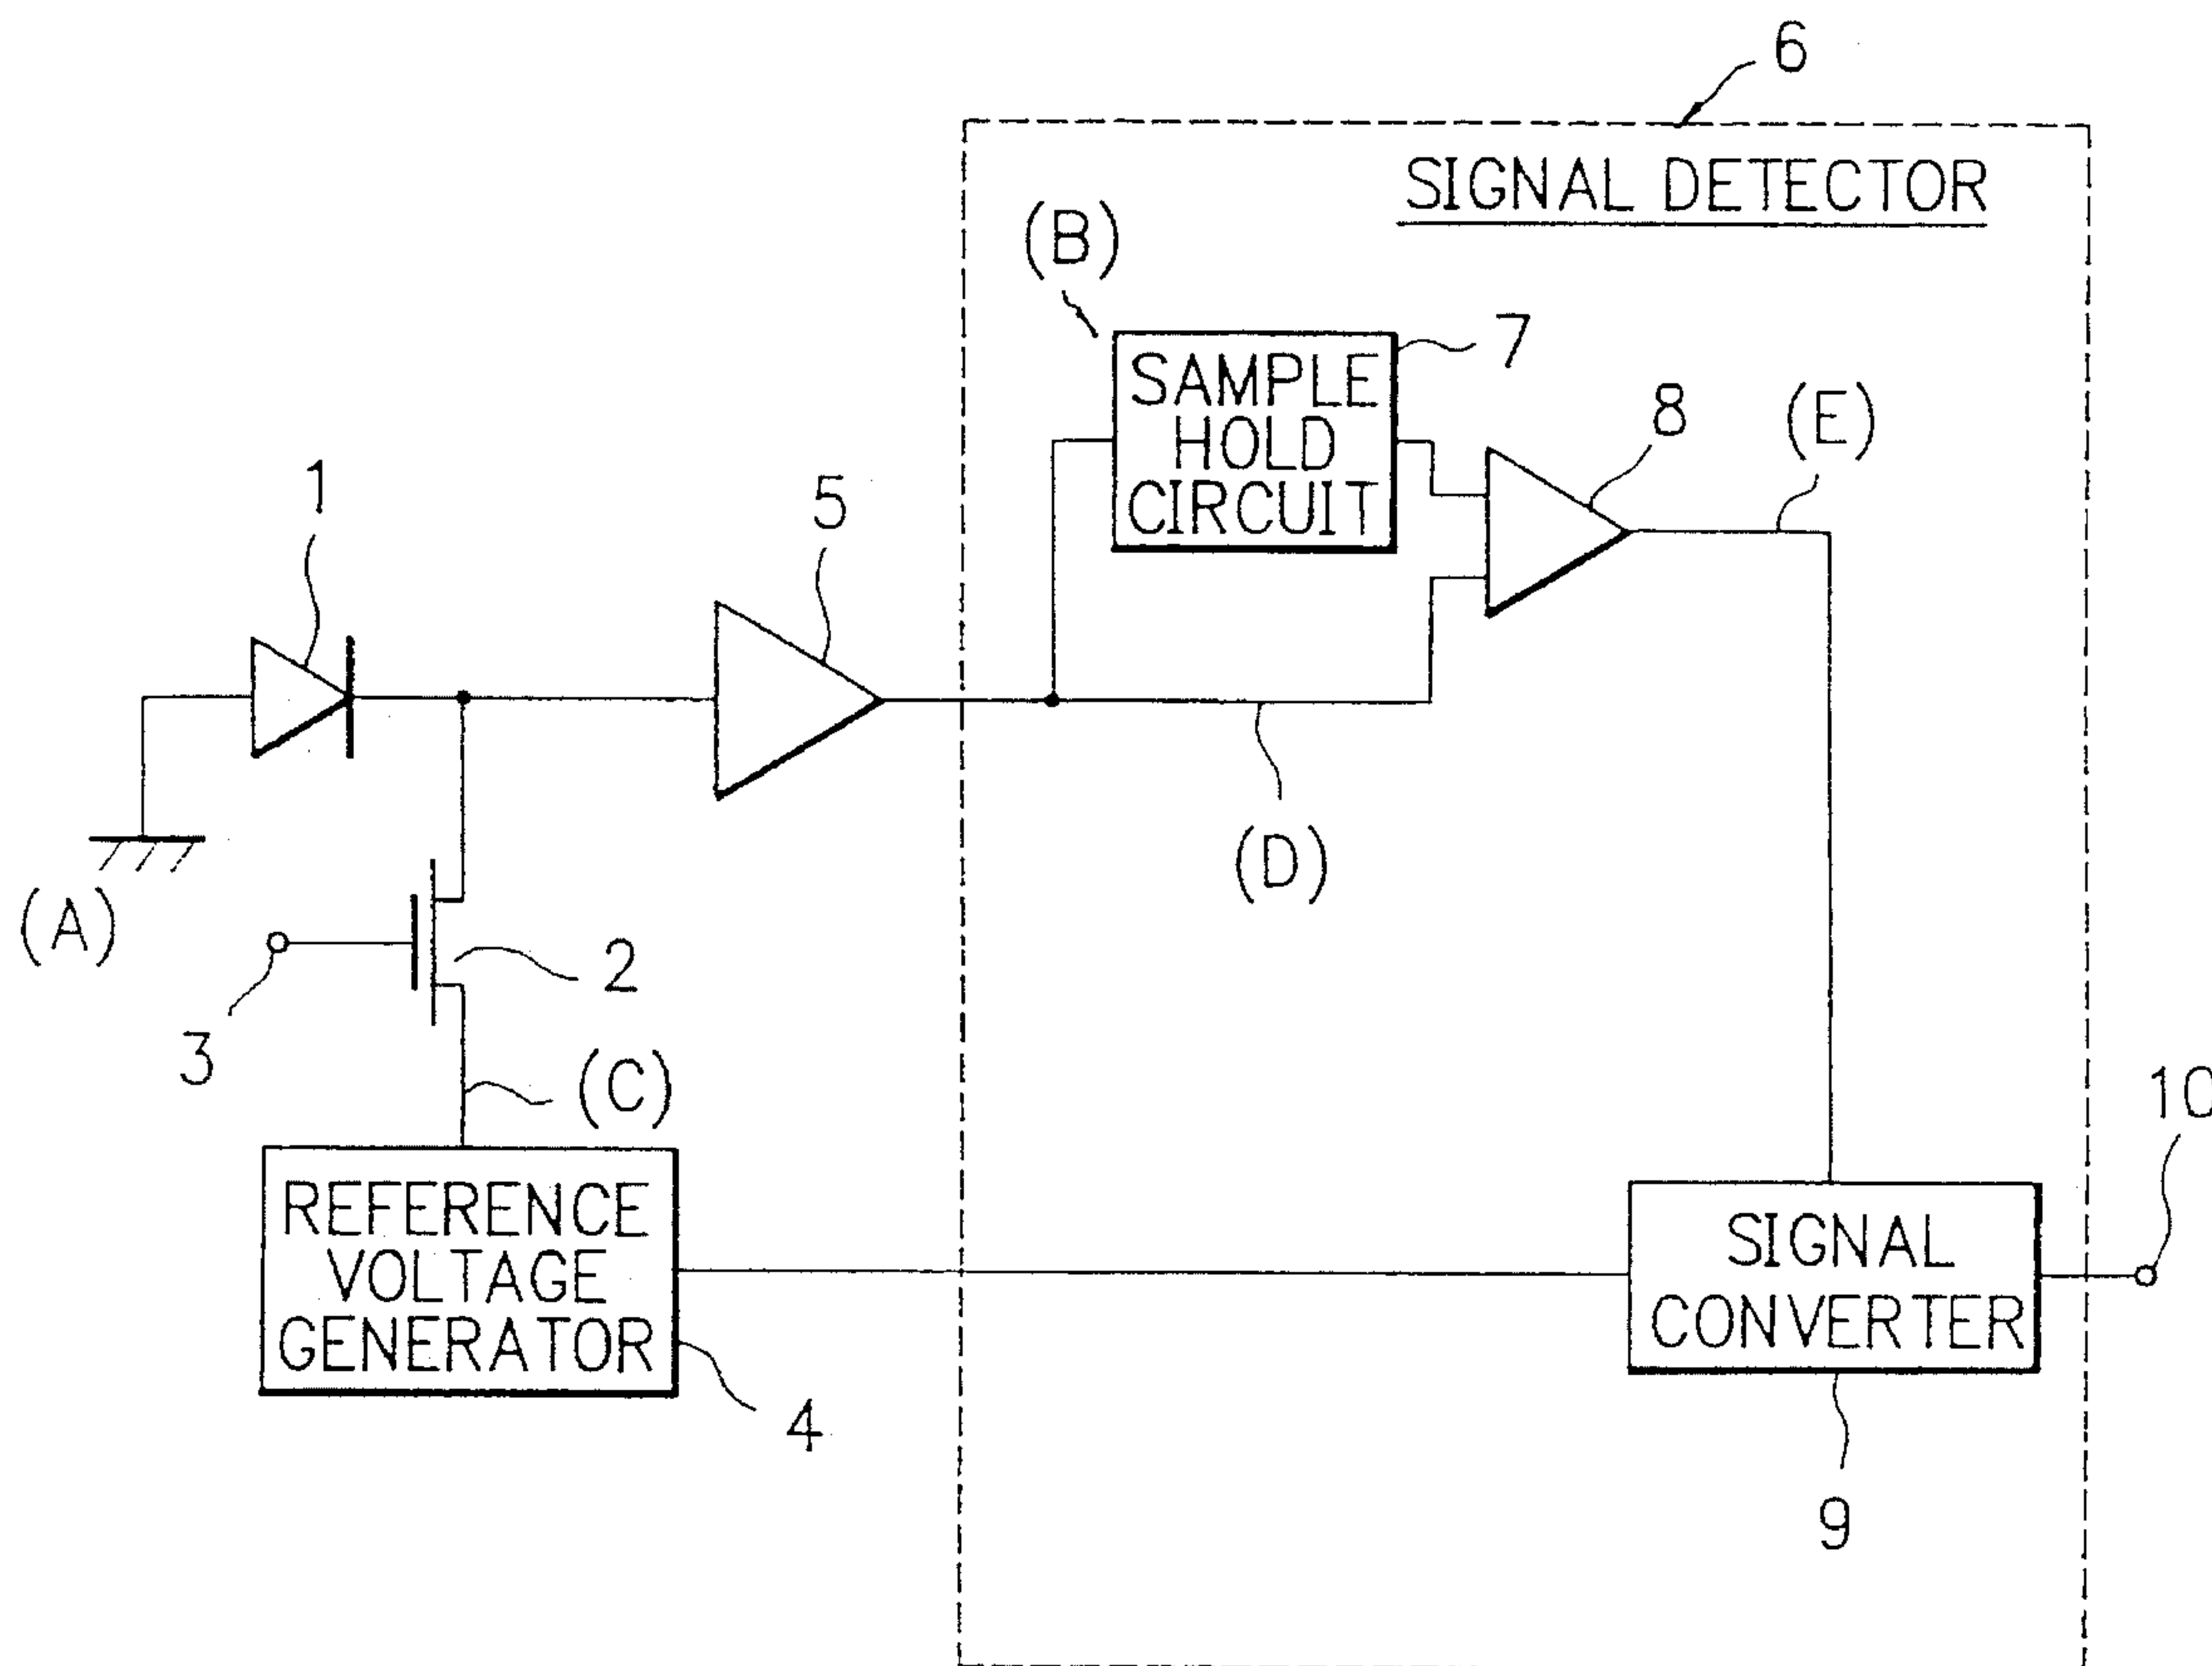 6
SIGNAL DETECTOR
(B)
7
SAMPLE
HOLD
CIRCUIT
8
(E)
1
5
(D)
(A)
3
2
(C)
10
REFERENCE
VOLTAGE
GENERATOR
4
SIGNAL
CONVERTER
9